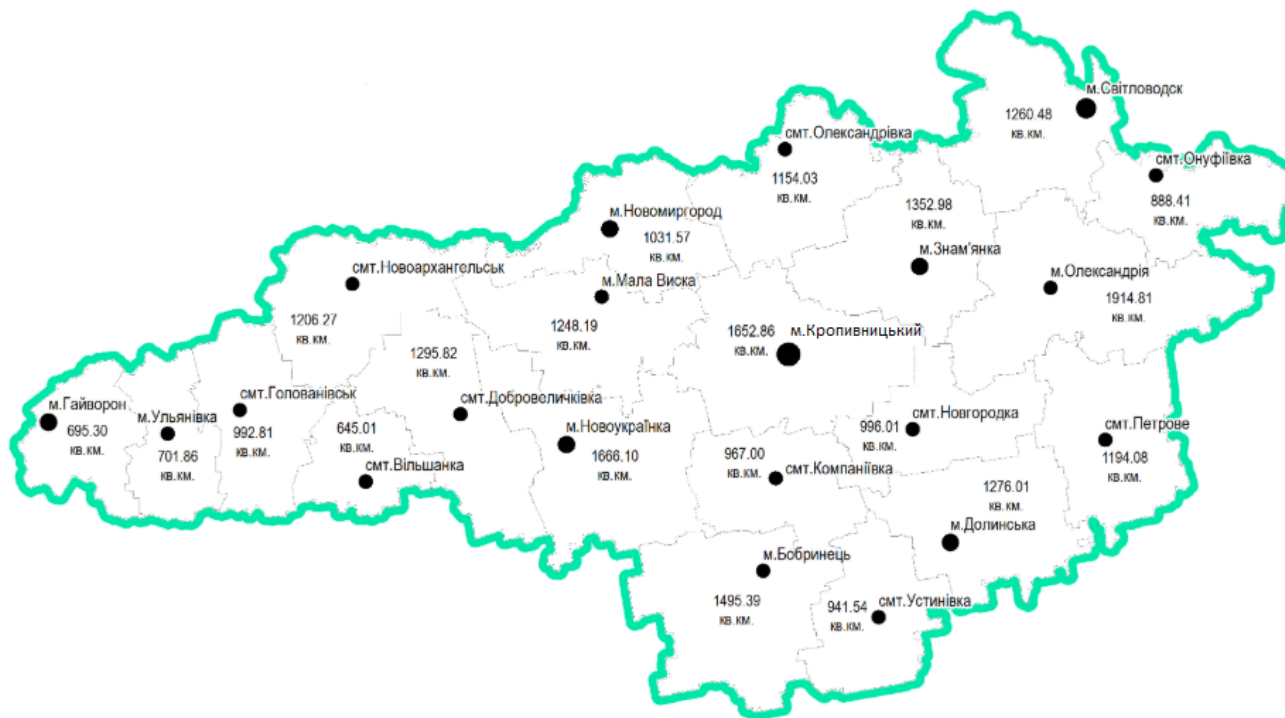 м.Світловодск
1260.48
кв.км.
смт.Олександрівка
1154.03
кв.км.
смт.Онуфіївка
888.41
кв.км.
1352.98
кв.км.
м.Знам'янка
м.Новомиргород
1031.57
кв.км.
смт.Новоархангельськ
1206.27
кв.км.
м.Мала Виска
1248.19
кв.км.
м.Олександрія
1914.81
кв.км.
1652.86
кв.км.
м.Кропивницький
1295.82
кв.км.
смт.Добровеличківка
м.Гайворон
695.30
кв.км.
м.Ульянівка
701.86
кв.км.
смт.Голованівськ
992.81
кв.км.
645.01
кв.км.
смт.Вільшанка
м.Новоукраїнка
1666.10
кв.км.
смт.Новгородка
996.01
кв.км.
смт.Петрове
1194.08
кв.км.
967.00
кв.км.
смт.Компаніївка
1276.01
кв.км.
м.Долинська
м.Бобринець
1495.39
кв.км.
941.54
кв.км.
смт.Устинівка